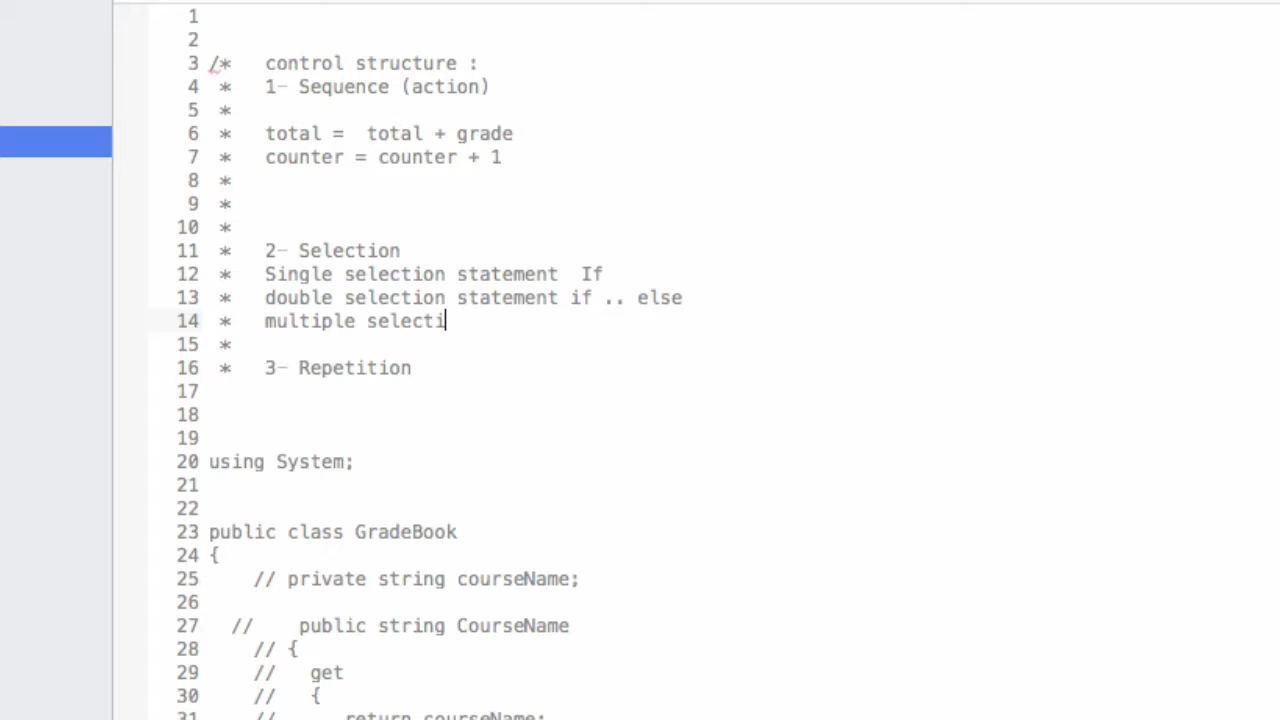 1
2
3 /*   control structure :
4  *   1- Sequence (action)
5  *
6  *   total =  total + grade
7  *   counter = counter + 1
8  *
9  *
10  *
11  *   2- Selection
12  *   Single selection statement  If
13  *   double selection statement if .. else
14  *   multiple selecti
15  *
16  *   3- Repetition
17
18
19
20 using System;
21
22
23 public class GradeBook
24 {
25     // private string courseName;
26
27   //    public string CourseName
28     // {
29     //   get
30     //   {
31     //      return courseName;